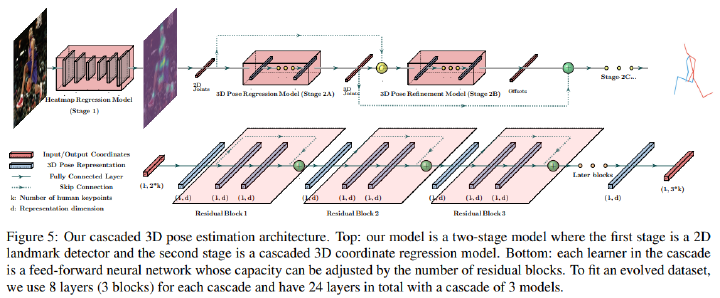 Heatmap Regression Model
(Stage 1)
2D
Joints
3D Pose Regression Model (Stage 2A)
3D
Joints
3D Pose Refinement Model (Stage 2B)
Offsets
Stage 2C...
Input/Output Coordinates
3D Pose Representation
Fully Connected Layer
Skip Connection
k: Number of human keypoints
d: Representation dimension
(1, 2*k)
(1, d)
(1, d) (1, d)
Residual Block 1
(1, d)
(1, d) (1, d)
Residual Block 2
(1, d)
(1, d) (1, d)
Residual Block 3
Later blocks
(1, d)
(1, 3*k)
Figure 5: Our cascaded 3D pose estimation architecture. Top: our model is a two-stage model where the first stage is a 2D
landmark detector and the second stage is a cascaded 3D coordinate regression model. Bottom: each learner in the cascade
is a feed-forward neural network whose capacity can be adjusted by the number of residual blocks. To fit an evolved dataset,
we use 8 layers (3 blocks) for each cascade and have 24 layers in total with a cascade of 3 models.